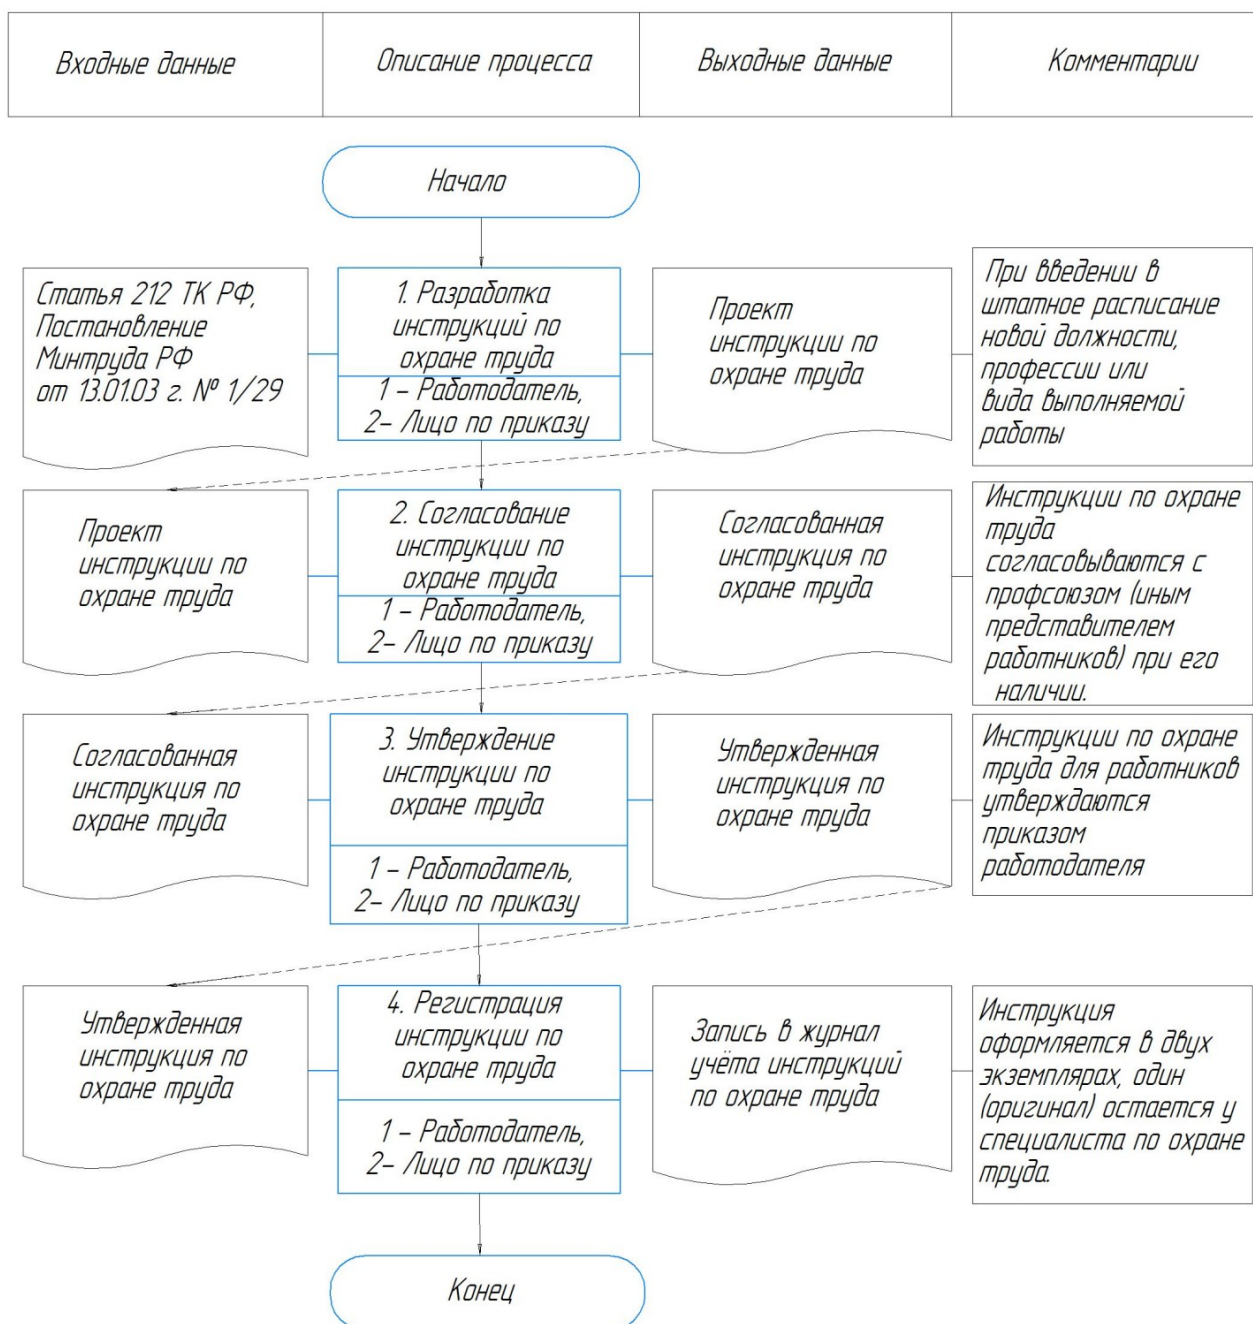 Входные данные
Описание процесса
Выходные данные
Комментарии
Начало
Статья 212 ТК РФ,
Постановление
Минтруда РФ
от 13.01.03 г. № 1/29
1. Разработка
инструкций по
охране труда
1 – Работодатель,
2– Лицо по приказу
Проект
инструкции по
охране труда
При введении в
штатное расписание
новой должности,
профессии или
вида выполняемой
работы
Проект
инструкции по
охране труда
2. Согласование
инструкции по
охране труда
1 – Работодатель,
2– Лицо по приказу
Согласованная
инструкция по
охране труда
Инструкции по охране
труда
согласовываются с
профсоюзом (иным
представителем
работников) при его
наличии.
Согласованная
инструкция по
охране труда
3. Утверждение
инструкции по
охране труда
1 – Работодатель,
2– Лицо по приказу
Утвержденная
инструкция по
охране труда
Инструкции по охране
труда для работников
утверждаются
приказом
работодателя
Утвержденная
инструкция по
охране труда
4. Регистрация
инструкции по
охране труда
1 – Работодатель,
2– Лицо по приказу
Запись в журнал
учёта инструкций
по охране труда
Инструкция
оформляется в двух
экземплярах, один
(оригинал) остается у
специалиста по охране
труда.
Конец